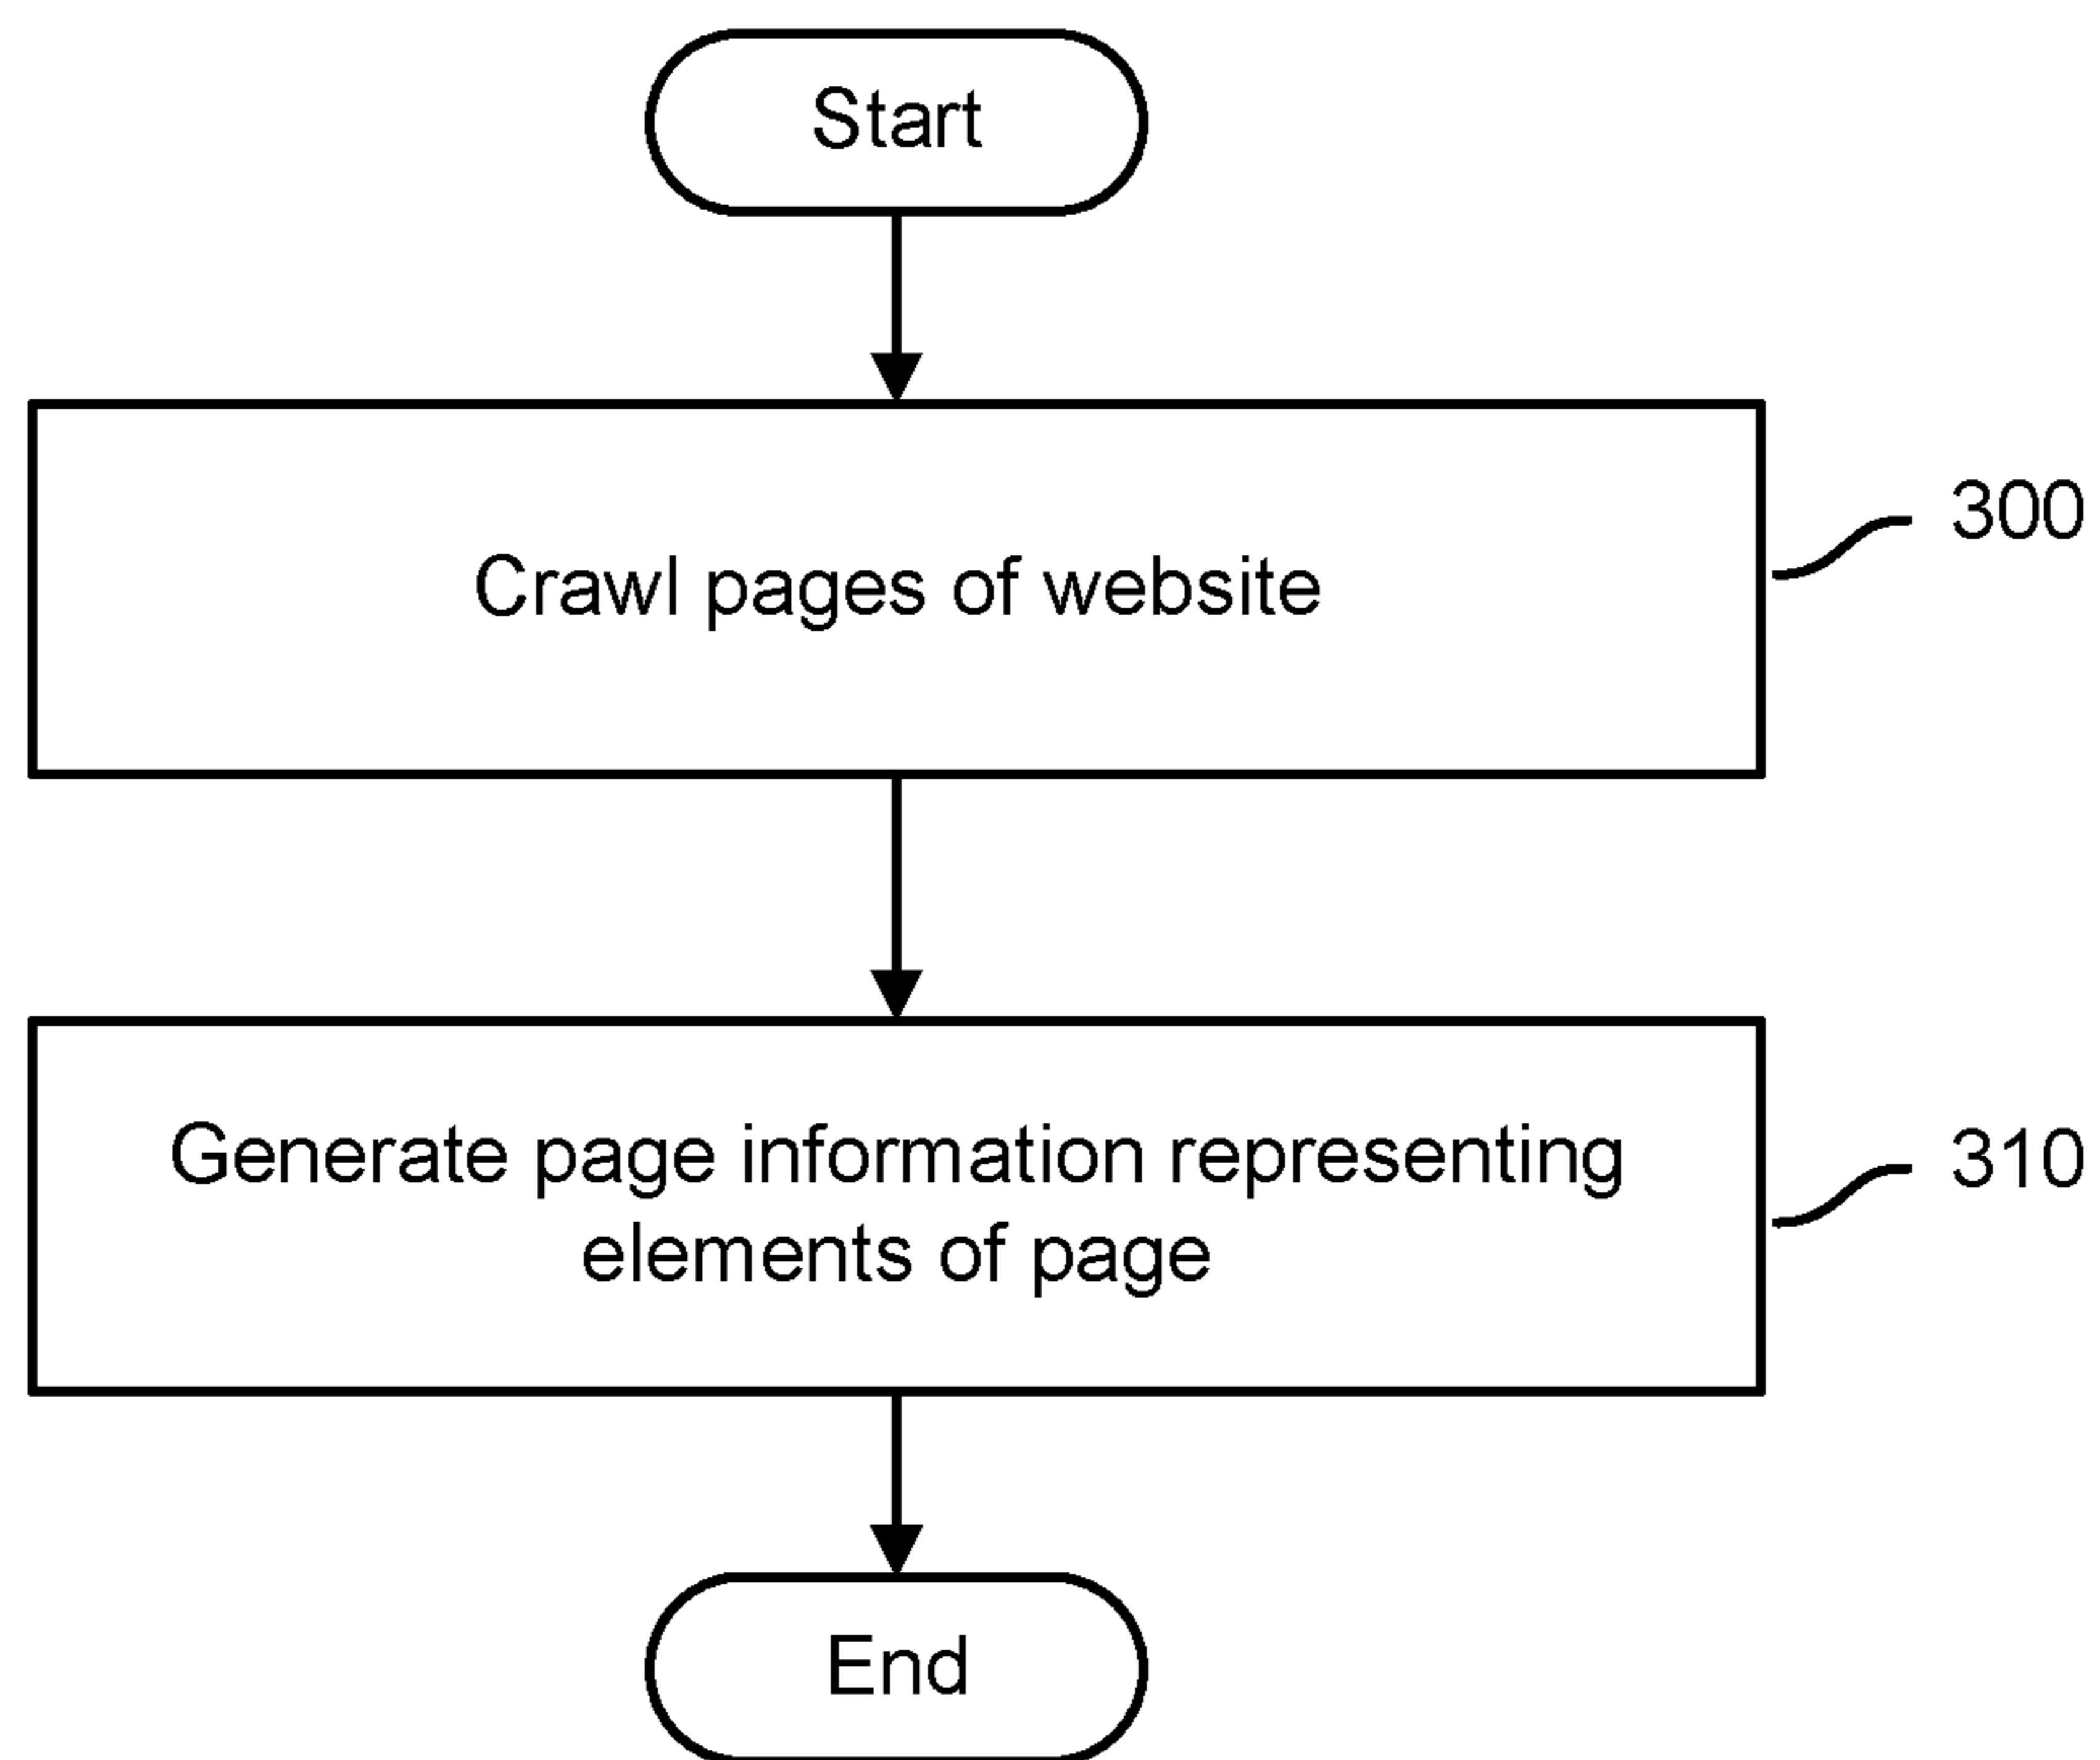 Start
Crawl pages of website
300
Generate page information representing
elements of page
310
End